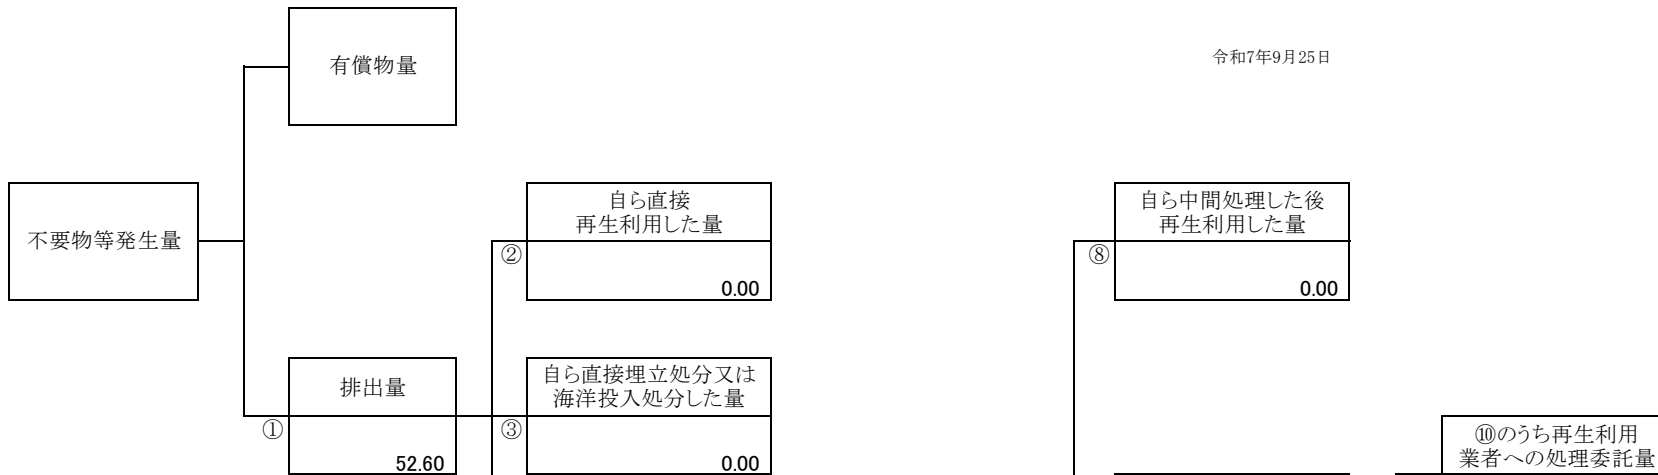 有償物量
令和7年9月25日
不要物等発生量
自ら直接
再生利用した量
②
0.00
自ら中間処理した後
再生利用した量
⑧
0.00
排出量
①
52.60
自ら直接埋立処分又は
海洋投入処分した量
③
0.00
⑩のうち再生利用
業者への処理委託量